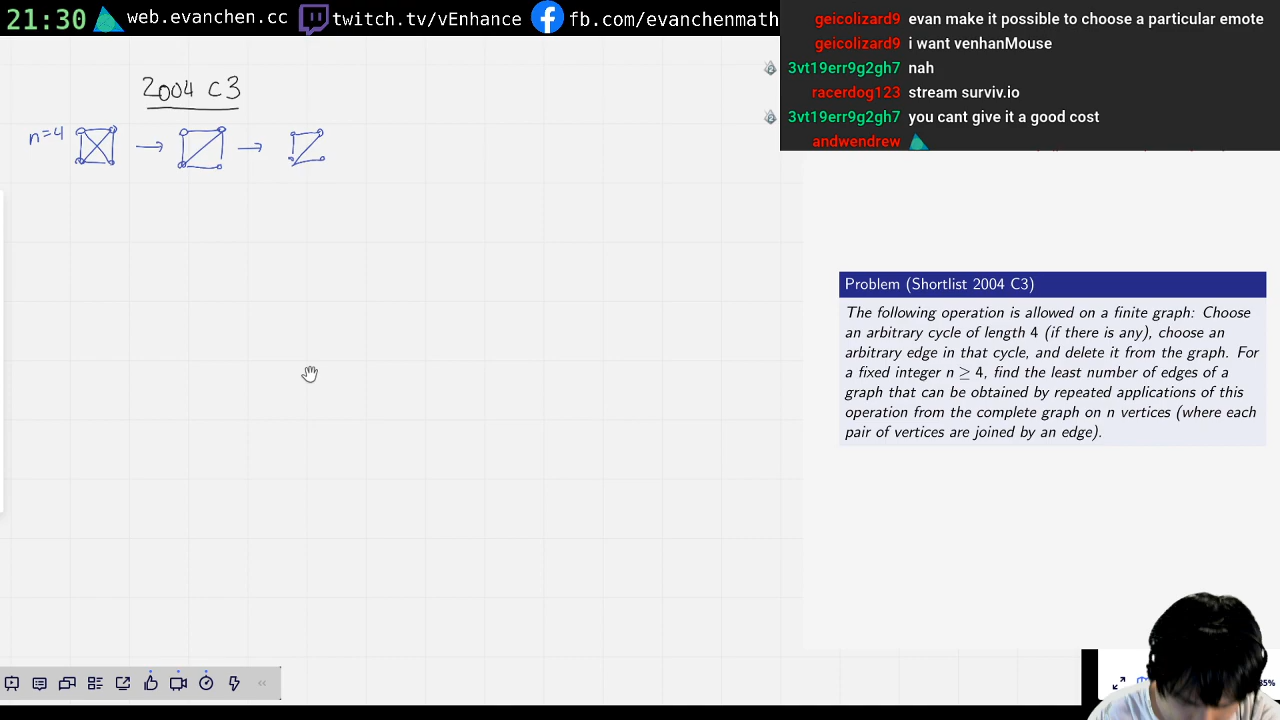 21:30 web.evanchen.cc twitch.tv/vEnhance fb.com/evanchenmath
geicolizard9 evan make it possible to choose a particular emote
geicolizard9 i want venhanMouse
3vt19err9g2gh7 nah
racerdog123 stream surviv.io
3vt19err9g2gh7 you cant give it a good cost
andwendrew
2004 C3
n=4
Problem (Shortlist 2004 C3)
The following operation is allowed on a finite graph: Choose
an arbitrary cycle of length 4 (if there is any), choose an
arbitrary edge in that cycle, and delete it from the graph. For
a fixed integer n ≥ 4, find the least number of edges of a
graph that can be obtained by repeated applications of this
operation from the complete graph on n vertices (where each
pair of vertices are joined by an edge).